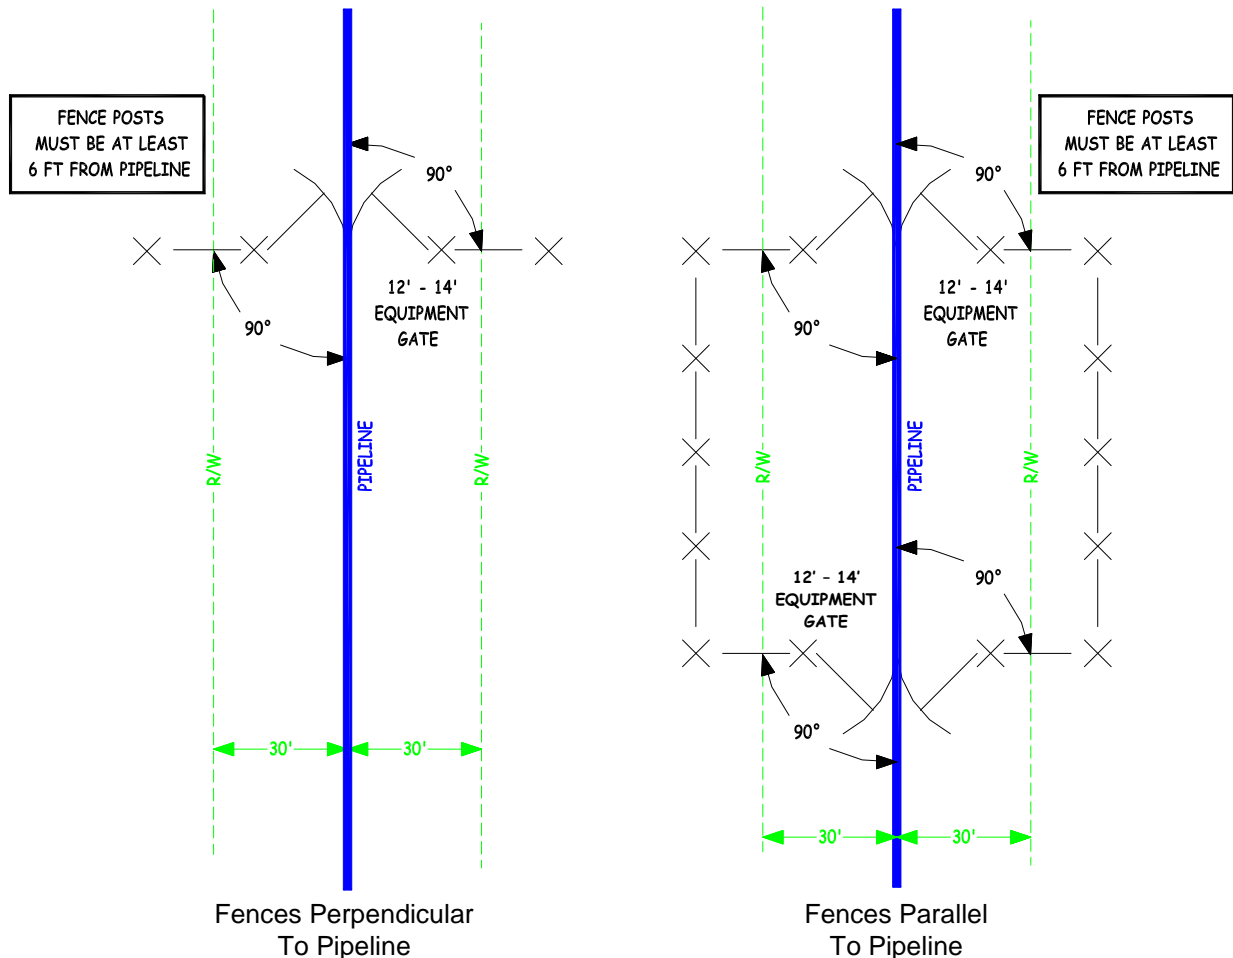 FENCE POSTS
MUST BE AT LEAST
6 FT FROM PIPELINE
90°
12' - 14'
EQUIPMENT
GATE
90°
R/W
PIPELINE
R/W
30'
30'
Fences Perpendicular
To Pipeline
FENCE POSTS
MUST BE AT LEAST
6 FT FROM PIPELINE
90°
12' - 14'
EQUIPMENT
GATE
90°
R/W
PIPELINE
R/W
12' - 14'
EQUIPMENT
GATE
90°
90°
30'
30'
Fences Parallel
To Pipeline